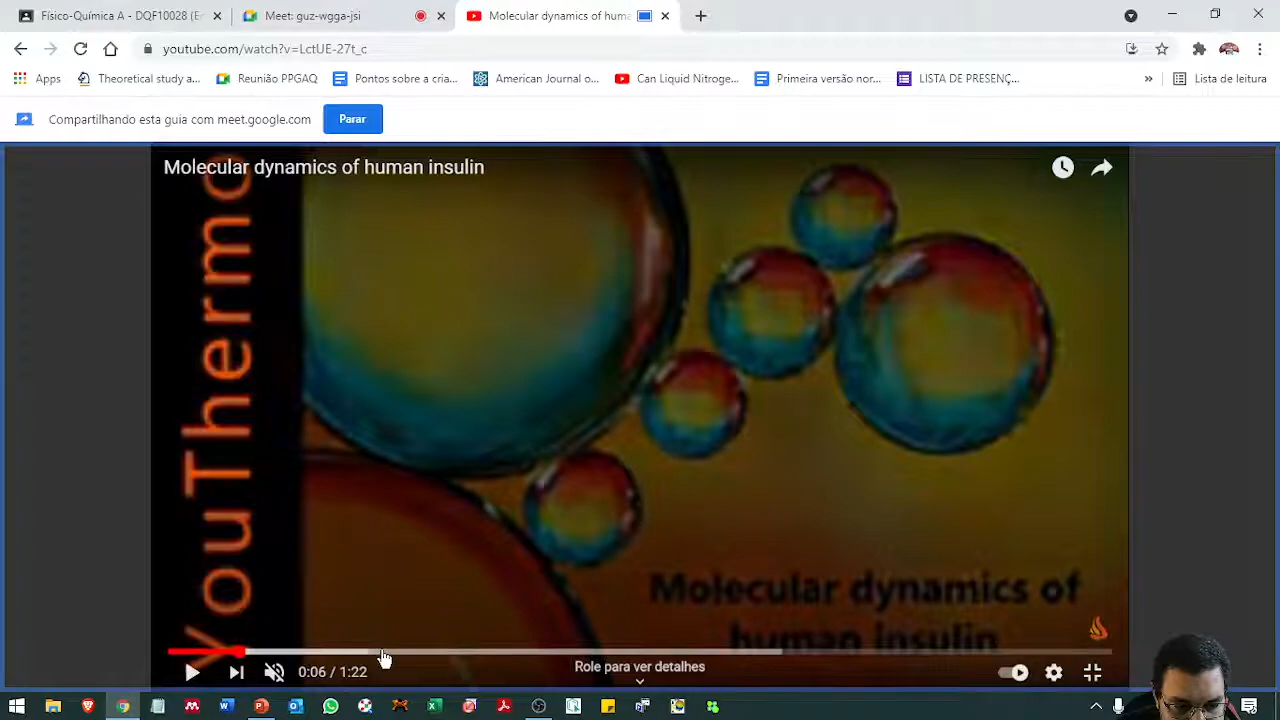 Físico-Química - DQF10028 (Er
Meet: guz-wgga-jsi
Molecular dynamics of huma
youtube.com/watch?v=LctUE-27t_c
Apps
Theoretical study a...
Reunião PPGAQ
Pontos sobre a cria...
American Journal o...
Can Liquid Nitroge...
Primeira versão nor...
LISTA DE PRESENÇ...
»
Lista de leitura
Compartilhando esta guia com meet.google.com
Parar
Molecular dynamics of human insulin
YouThermo
Molecular dynamics of
human insulin
0:06 / 1:22
Role para ver detalhes